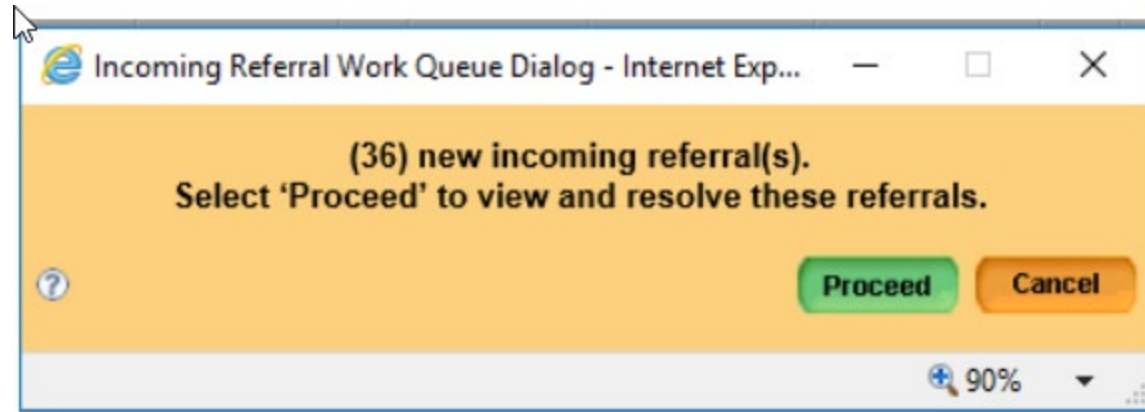 Incoming Referral Work Queue Dialog - Internet Exp...
(36) new incoming referral(s).
Select ‘Proceed’ to view and resolve these referrals.
?
Proceed Cancel
90%